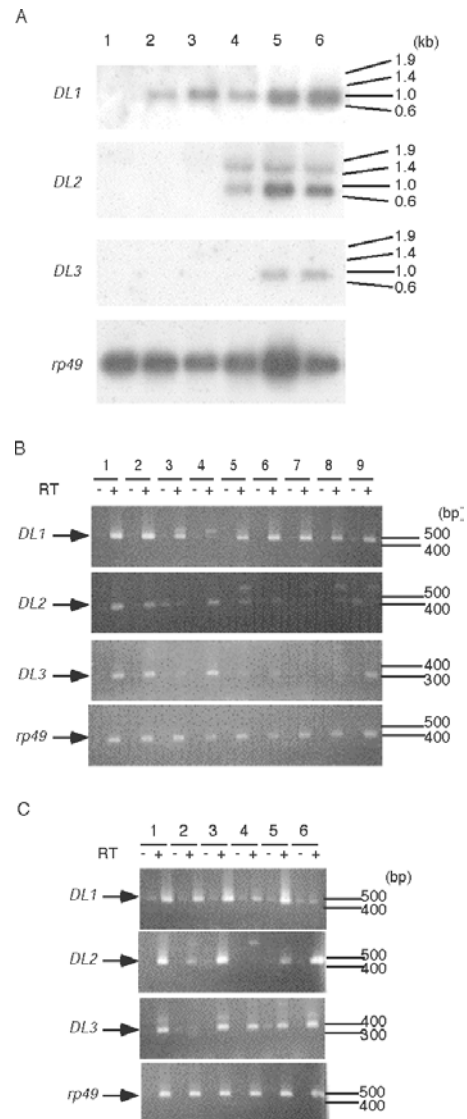 A
1 2 3 4 5 6 (kb)
DL1 1.9 1.4 1.0 0.6
DL2 1.9 1.4 1.0 0.6
DL3 1.9 1.4 1.0 0.6
rp49
B
1 2 3 4 5 6 7 8 9
RT - + - + - + - + - + - + - + - + - +
(bp)
DL1 500 400
DL2 500 400
DL3 400 300
rp49 500 400
C
1 2 3 4 5 6
RT - + - + - + - + - + - +
(bp)
DL1 500 400
DL2 500 400
DL3 400 300
rp49 500 400